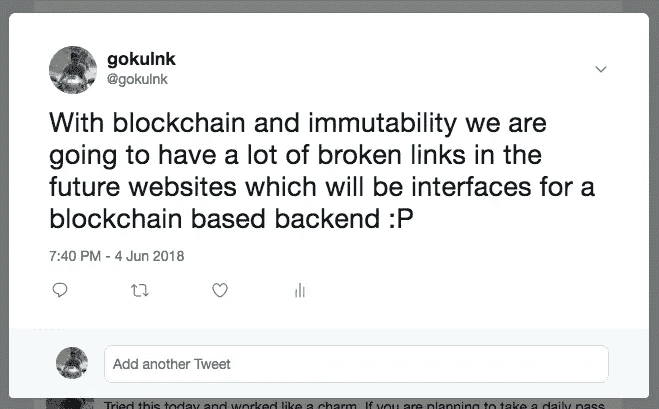 gokulnk
@gokulnk
With blockchain and immutability we are
going to have a lot of broken links in the
future websites which will be interfaces for a
blockchain based backend :P
7:40 PM - 4 Jun 2018
Add another Tweet
Tried this today and worked like a charm. If you are planning to take a daily pass